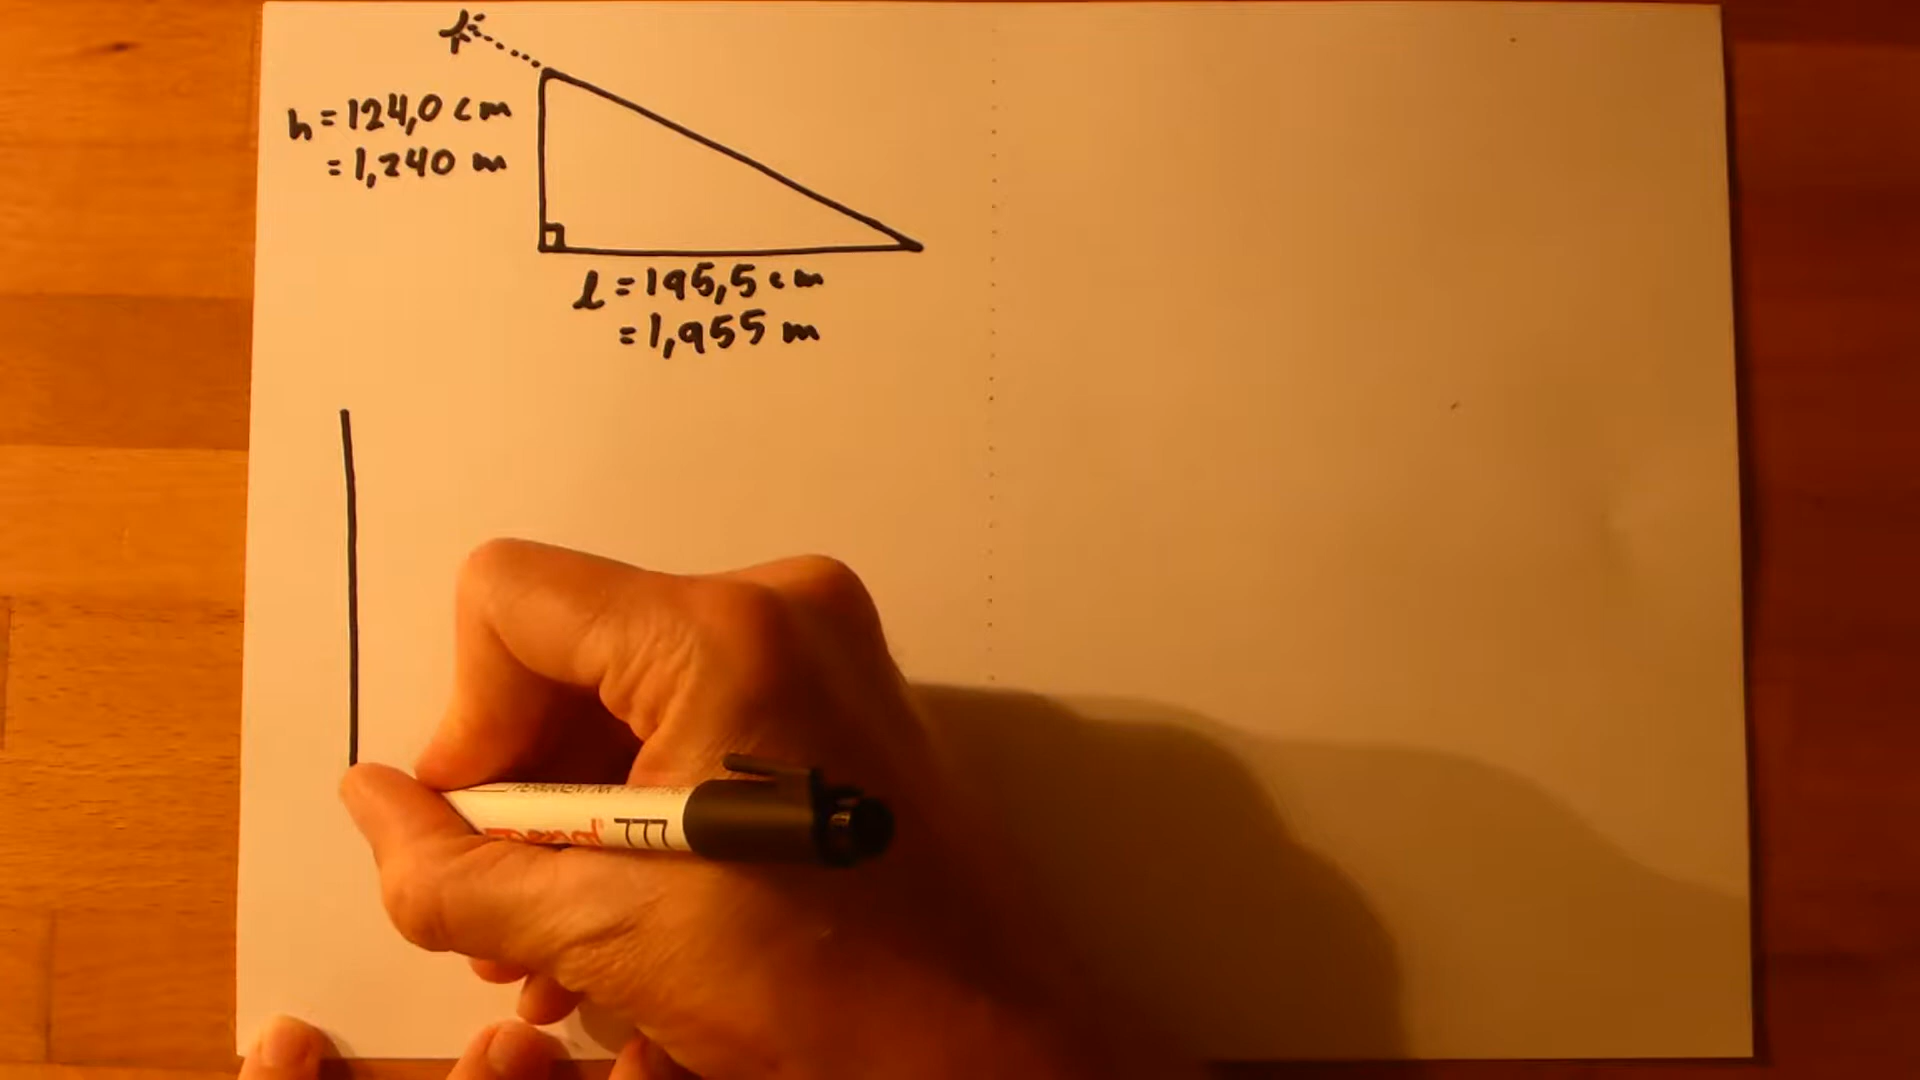 h = 124,0 cm
= 1,240 m
l = 195,5 cm
= 1,955 m